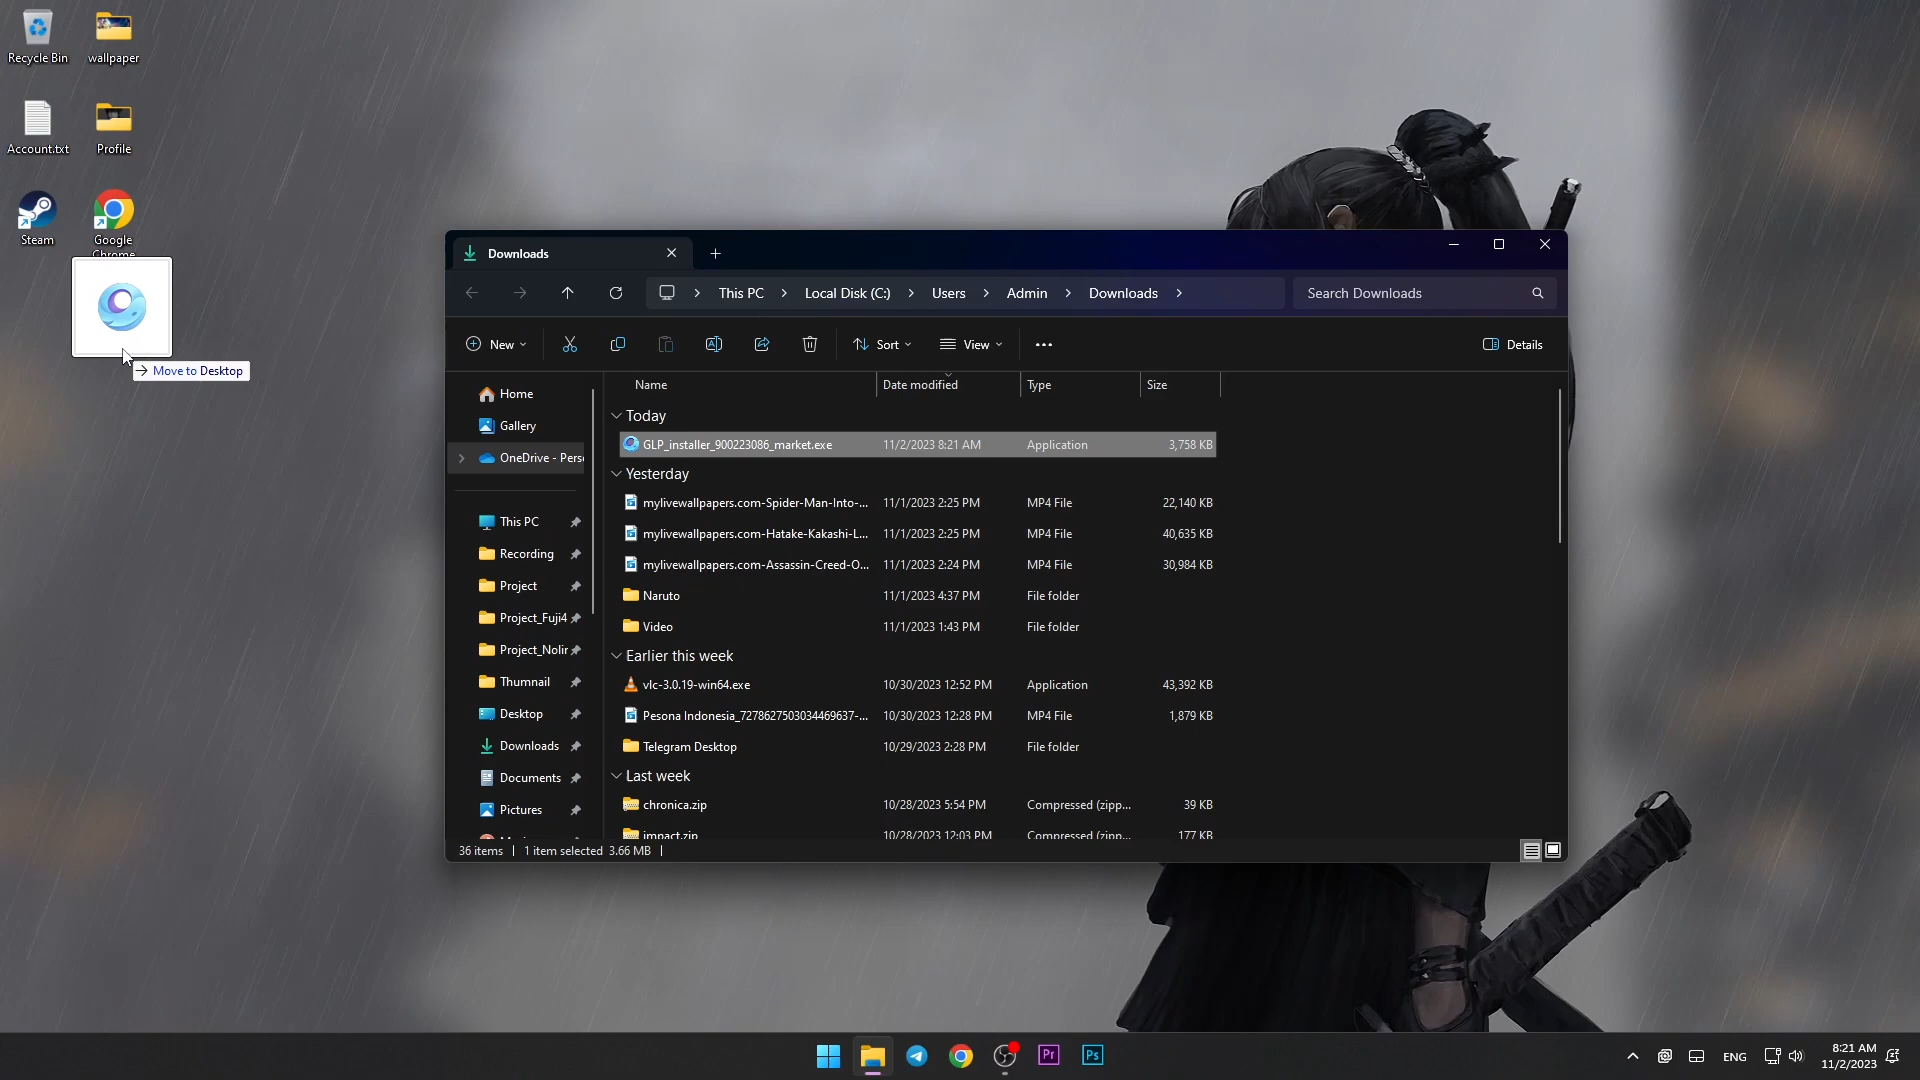 Recycle Bin
wallpaper
Account.txt
Profile
Steam
Google
Chrome
Move to Desktop
Downloads
This PC
Local Disk (C:)
Users
Admin
Downloads
Search Downloads
New
Sort
View
Details
Home
Gallery
OneDrive - Pers
This PC
Recording
Project
Project_Fuji4
Project_Nolir
Thumnail
Desktop
Downloads
Documents
Pictures
Name Date modified Type Size
Today
GLP_installer_900223086_market.exe 11/2/2023 8:21 AM Application 3,758 KB
Yesterday
mylivewallpapers.com-Spider-Man-Into-... 11/1/2023 2:25 PM MP4 File 22,140 KB
mylivewallpapers.com-Hatake-Kakashi-L... 11/1/2023 2:25 PM MP4 File 40,635 KB
mylivewallpapers.com-Assassin-Creed-O... 11/1/2023 2:24 PM MP4 File 30,984 KB
Naruto 11/1/2023 4:37 PM File folder
Video 11/1/2023 1:43 PM File folder
Earlier this week
vlc-3.0.19-win64.exe 10/30/2023 12:52 PM Application 43,392 KB
Pesona Indonesia_7278627503034469637-... 10/30/2023 12:28 PM MP4 File 1,879 KB
Telegram Desktop 10/29/2023 2:28 PM File folder
Last week
chronica.zip 10/28/2023 5:54 PM Compressed (zipp... 39 KB
impact.zip 10/28/2023 12:03 PM Compressed (zipp... 177 KB
36 items 1 item selected 3.66 MB
Pr
Ps
ENG
8:21 AM
11/2/2023